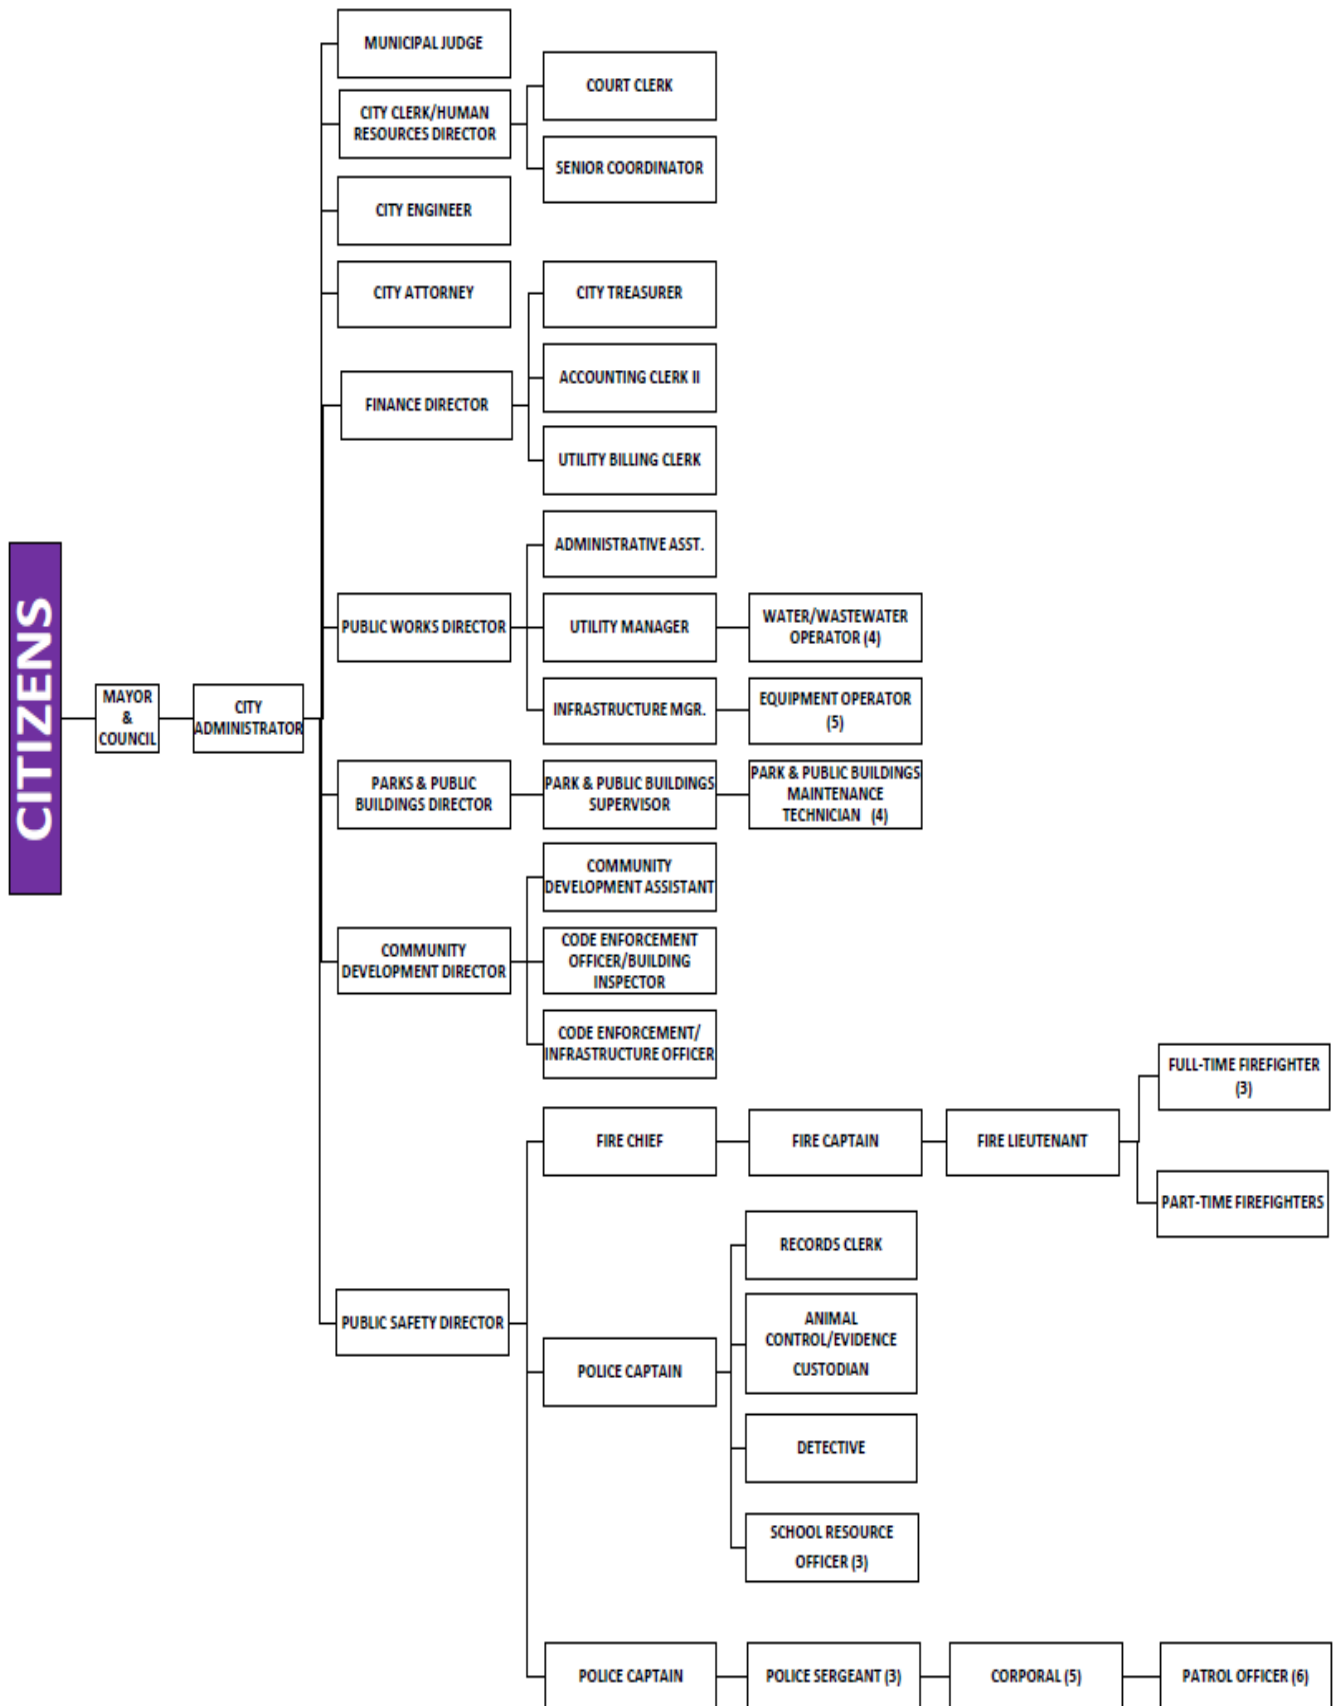 MUNICIPAL JUDGE
CITY CLERK/HUMAN
RESOURCES DIRECTOR
COURT CLERK
SENIOR COORDINATOR
CITY ENGINEER
CITY ATTORNEY
FINANCE DIRECTOR
CITY TREASURER
ACCOUNTING CLERK II
UTILITY BILLING CLERK
CITIZENS
MAYOR
&
COUNCIL
CITY
ADMINISTRATOR
PUBLIC WORKS DIRECTOR
ADMINISTRATIVE ASST.
UTILITY MANAGER
WATER/WASTEWATER
OPERATOR (4)
INFRASTRUCTURE MGR.
EQUIPMENT OPERATOR
(5)
PARKS & PUBLIC
BUILDINGS DIRECTOR
PARK & PUBLIC BUILDINGS
SUPERVISOR
PARK & PUBLIC BUILDINGS
MAINTENANCE
TECHNICIAN (4)
COMMUNITY
DEVELOPMENT DIRECTOR
COMMUNITY
DEVELOPMENT ASSISTANT
CODE ENFORCEMENT
OFFICER/BUILDING
INSPECTOR
CODE ENFORCEMENT/
INFRASTRUCTURE OFFICER
PUBLIC SAFETY DIRECTOR
FIRE CHIEF
FIRE CAPTAIN
FIRE LIEUTENANT
FULL-TIME FIREFIGHTER
(3)
PART-TIME FIREFIGHTERS
POLICE CAPTAIN
RECORDS CLERK
ANIMAL
CONTROL/EVIDENCE
CUSTODIAN
DETECTIVE
SCHOOL RESOURCE
OFFICER (3)
POLICE CAPTAIN
POLICE SERGEANT (3)
CORPORAL (5)
PATROL OFFICER (6)